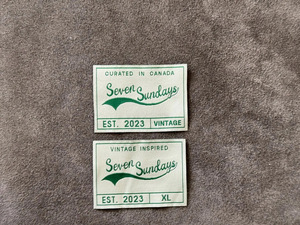 CURATED IN CANADA
Seven Sundays
EST. 2023 VINTAGE
VINTAGE INSPIRED
Seven Sundays
EST. 2023 XL